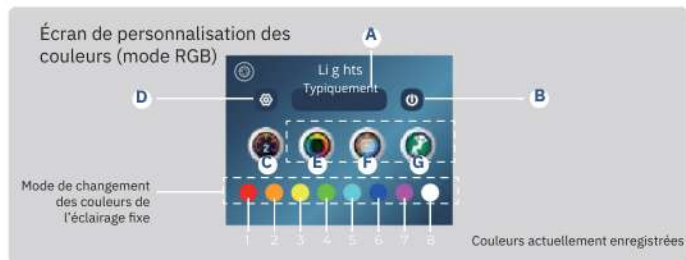 Écran de personnalisation des
couleurs (mode RGB)
A
Li g hts
Typiquement
D
B
2
C
E
F
G
Mode de changement
des couleurs de
l'éclairage fixe
1 2 3 4 5 6 7 8
Couleurs actuellement enregistrées